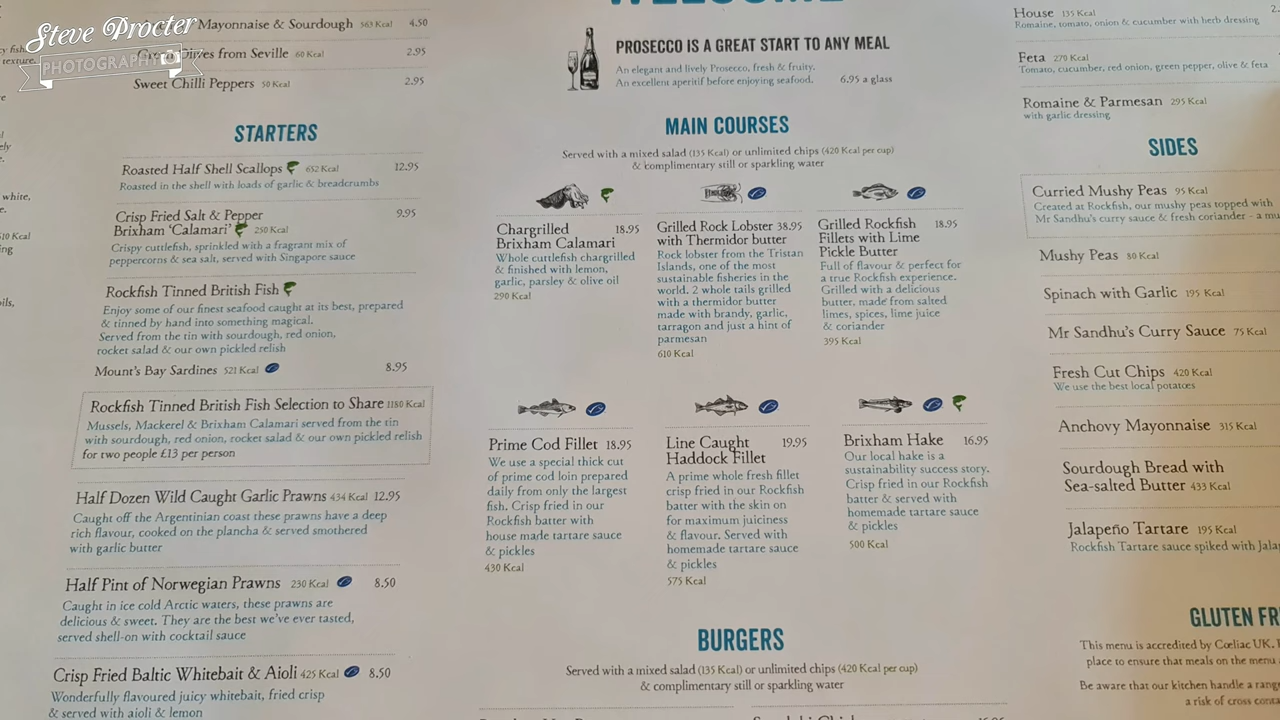 Steve Procter
PHOTOGRAPHY
Mayonnaise & Sourdough 363 Kcal 4.50
from Seville 60 Kcal 2.95
Sweet Chilli Peppers 50 Kcal 2.95
STARTERS
Roasted Half Shell Scallops 652 Kcal 12.95
Roasted in the shell with loads of garlic & breadcrumbs
Crisp Fried Salt & Pepper 9.95
Brixham 'Calamari' 250 Kcal
Crispy cuttlefish, sprinkled with a fragrant mix of
peppercorns & sea salt, served with Singapore sauce
Rockfish Tinned British Fish
Enjoy some of our finest seafood caught at its best, prepared
& tinned by hand into something magical.
Served from the tin with sourdough, red onion,
rocket salad & our own pickled relish
Mount's Bay Sardines 521 Kcal 8.95
Rockfish Tinned British Fish Selection to Share 1180 Kcal
Mussels, Mackerel & Brixham Calamari served from the tin
with sourdough, red onion, rocket salad & our own pickled relish
for two people £13 per person
Half Dozen Wild Caught Garlic Prawns 434 Kcal 12.95
Caught off the Argentinian coast these prawns have a deep
rich flavour, cooked on the plancha & served smothered
with garlic butter
Half Pint of Norwegian Prawns 230 Kcal 8.50
Caught in ice cold Arctic waters, these prawns are
delicious & sweet. They are the best we've ever tasted,
served shell-on with cocktail sauce
Crisp Fried Baltic Whitebait & Aioli 425 Kcal 8.50
Wonderfully flavoured juicy whitebait, fried crisp
& served with aioli & lemon
WELCOME
PROSECCO IS A GREAT START TO ANY MEAL
An elegant and lively Prosecco, fresh & fruity.
An excellent aperitif before enjoying seafood. 6.95 a glass
MAIN COURSES
Served with a mixed salad (135 Kcal) or unlimited chips (420 Kcal per cup)
& complimentary still or sparkling water
Chargrilled 18.95
Brixham Calamari
Whole cuttlefish chargrilled
& finished with lemon,
garlic, parsley & olive oil
290 Kcal
Grilled Rock Lobster 38.95
with Thermidor butter
Rock lobster from the Tristan
Islands, one of the most
sustainable fisheries in the
world. 2 whole tails grilled
with a thermidor butter
made with brandy, garlic,
tarragon and just a hint of
parmesan
610 Kcal
Grilled Rockfish 18.95
Fillets with Lime
Pickle Butter
Full of flavour & perfect for
a true Rockfish experience.
Grilled with a delicious
butter, made from salted
limes, spices, lime juice
& coriander
395 Kcal
Prime Cod Fillet 18.95
We use a special thick cut
of prime cod loin prepared
daily from only the largest
fish. Crisp fried in our
Rockfish batter with
house made tartare sauce
& pickles
430 Kcal
Line Caught 19.95
Haddock Fillet
A prime whole fresh fillet
crisp fried in our Rockfish
batter with the skin on
for maximum juiciness
& flavour. Served with
homemade tartare sauce
& pickles
575 Kcal
Brixham Hake 16.95
Our local hake is a
sustainability success story.
Crisp fried in our Rockfish
batter & served with
homemade tartare sauce
& pickles
500 Kcal
BURGERS
Served with a mixed salad (135 Kcal) or unlimited chips (420 Kcal per cup)
& complimentary still or sparkling water
House 135 Kcal
Romaine, tomato, onion & cucumber with herb dressing
Feta 270 Kcal
Tomato, cucumber, red onion, green pepper, olive & feta
Romaine & Parmesan 295 Kcal
with garlic dressing
SIDES
Curried Mushy Peas 95 Kcal
Created at Rockfish, our mushy peas topped with
Mr Sandhu's curry sauce & fresh coriander - a
Mushy Peas 80 Kcal
Spinach with Garlic 195 Kcal
Mr Sandhu's Curry Sauce 75 Kcal
Fresh Cut Chips 420 Kcal
We use the best local potatoes
Anchovy Mayonnaise 315 Kcal
Sourdough Bread with
Sea-salted Butter 433 Kcal
Jalapeño Tartare 195 Kcal
Rockfish Tartare sauce spiked with
GLUTEN
This menu is accredited by Cœliac UK.
place to ensure that meals on the menu
Be aware that our kitchen handle a
a risk of cross